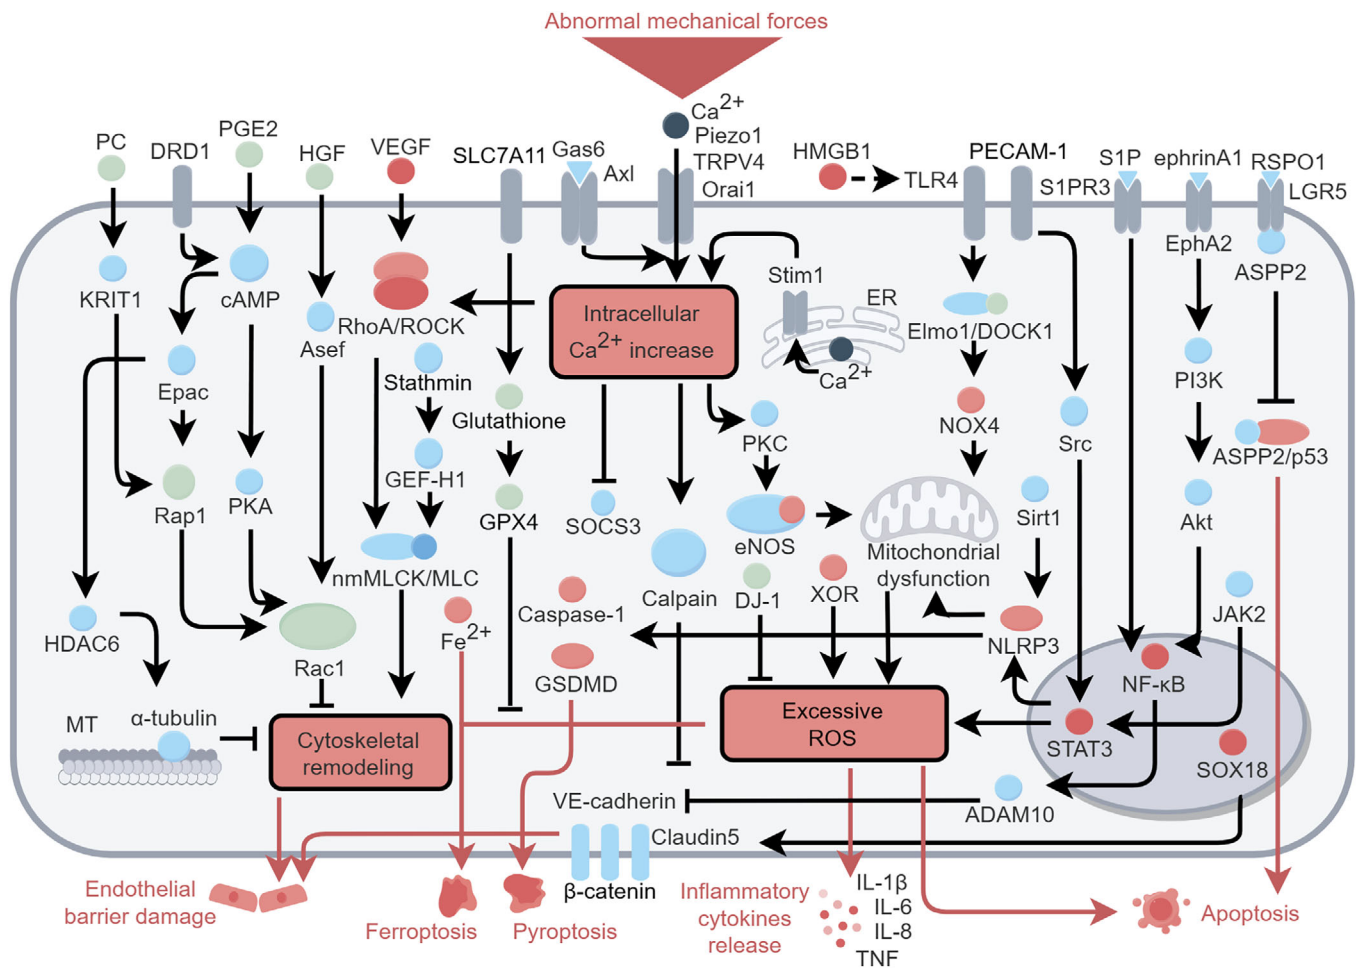 Abnormal mechanical forces
Ca2+
Piezo1
TRPV4
Orai1
PC
DRD1
PGE2
HGF
VEGF
SLC7A11
Gas6
Axl
HMGB1
TLR4
PECAM-1
S1PR3
S1P
ephrinA1
RSPO1
LGR5
KRIT1
cAMP
RhoA/ROCK
Asef
Stathmin
Epac
Glutathione
GEF-H1
Rap1
PKA
GPX4
nmMLCK/MLC
HDAC6
Rac1
Fe2+
MT
α-tubulin
Cytoskeletal
remodeling
Intracellular
Ca2+ increase
Stim1
ER
Ca2+
SOCS3
PKC
eNOS
Calpain
DJ-1
XOR
Caspase-1
GSDMD
Elmo1/DOCK1
NOX4
Mitochondrial
dysfunction
Src
Sirt1
NLRP3
EphA2
PI3K
Akt
ASPP2
ASPP2/p53
JAK2
NF-κB
STAT3
SOX18
ADAM10
Excessive
ROS
VE-cadherin
Claudin5
β-catenin
Endothelial
barrier damage
Ferroptosis
Pyroptosis
Inflammatory
cytokines
release
IL-1β
IL-6
IL-8
TNF
Apoptosis